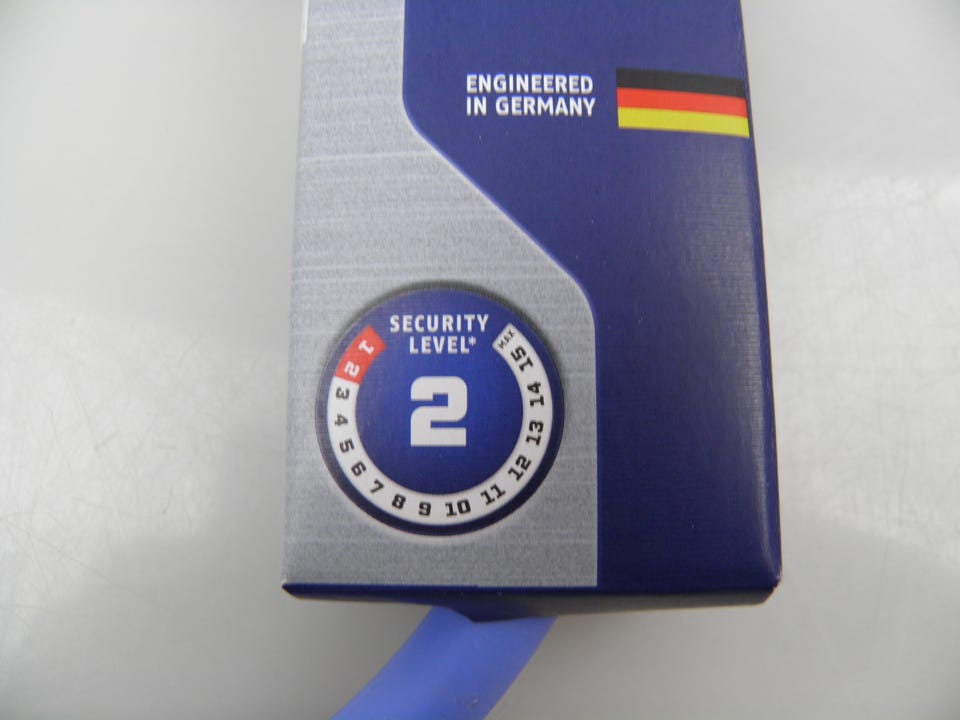 ENGINEERED
IN GERMANY
SECURITY
LEVEL*
2
1 2 3 4 5 6 7 8 9 10 11 12 13 14 15 MAX